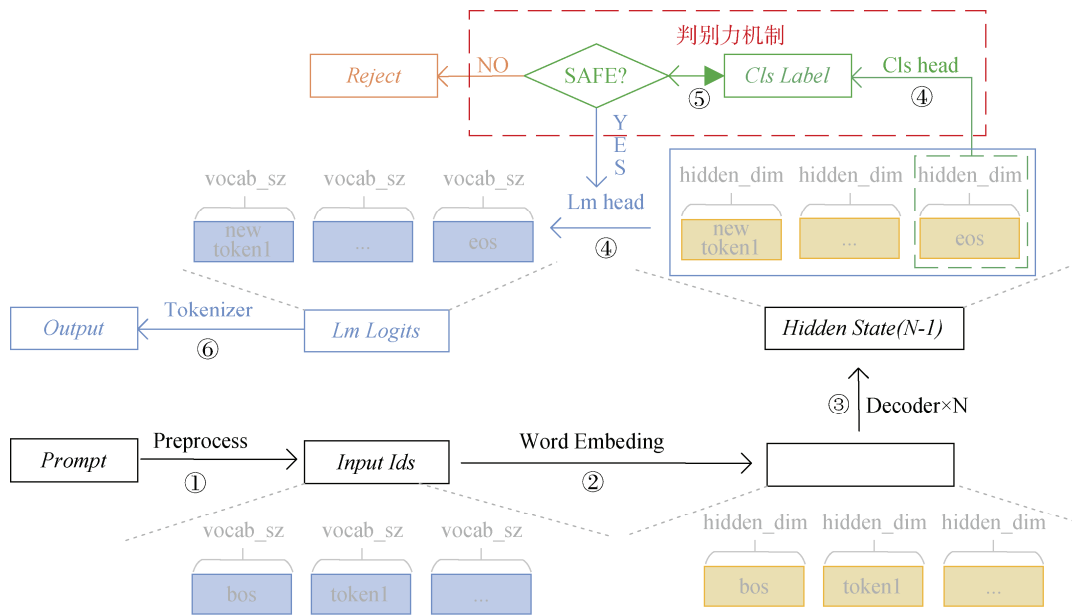 判别力机制
Reject
NO
SAFE?
⑤
Cls Label
Cls head
④
YES
vocab_sz
vocab_sz
vocab_sz
new
token1
...
eos
Lm head
④
hidden_dim
hidden_dim
hidden_dim
new
token1
...
eos
Output
Tokenizer
⑥
Lm Logits
Hidden State(N-1)
③
Decoder×N
Prompt
Preprocess
①
Input Ids
Word Embeding
②
vocab_sz
vocab_sz
vocab_sz
bos
token1
...
hidden_dim
hidden_dim
hidden_dim
bos
token1
...